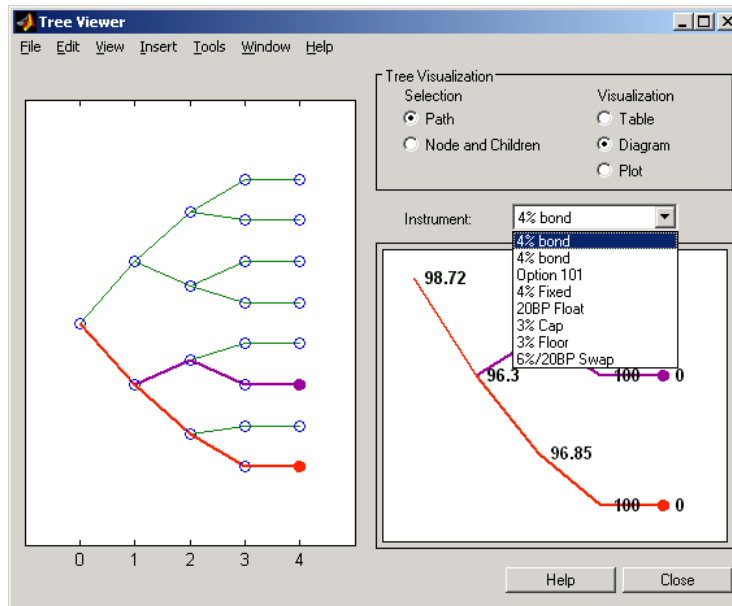 Tree Viewer
File Edit View Insert Tools Window Help
Tree Visualization
Selection Visualization
Path Table
Node and Children Diagram
Plot
Instrument: 4% bond
4% bond
4% bond
Option 101
4% Fixed
20BP Float
3% Cap
3% Floor
6%/20BP Swap
98.72
96.3 100 0
96.85
100 0
0 1 2 3 4
Help Close